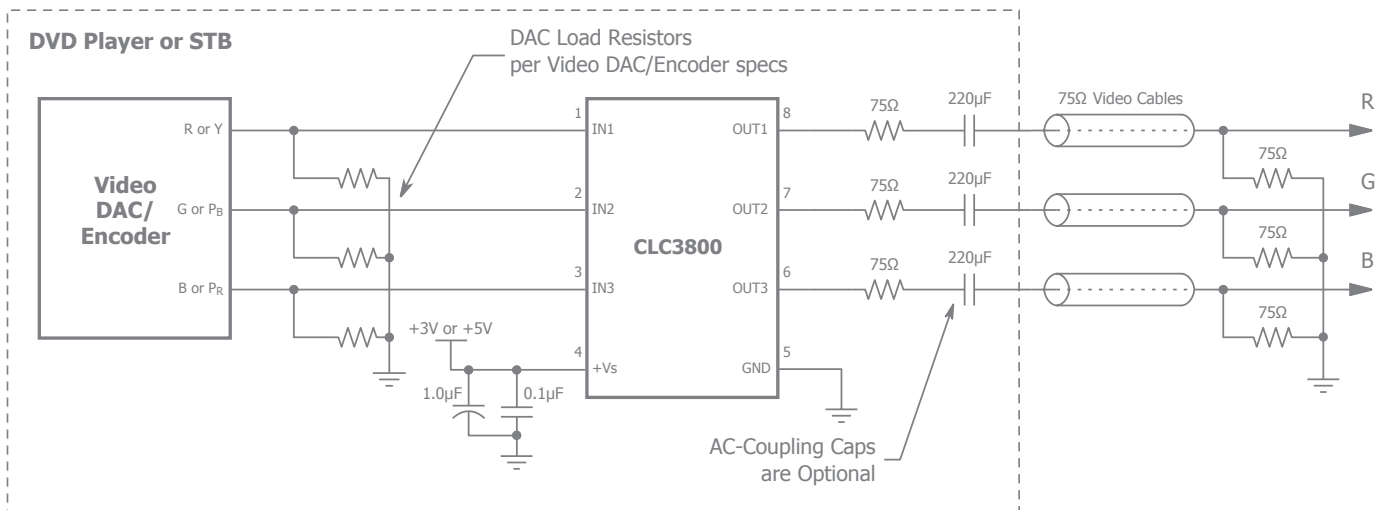 DVD Player or STB
DAC Load Resistors
per Video DAC/Encoder specs
Video
DAC/
Encoder
R or Y
G or PB
B or PR
1
IN1
2
IN2
3
IN3
4
+Vs
CLC3800
8
OUT1
7
OUT2
6
OUT3
5
GND
+3V or +5V
1.0µF
0.1µF
75Ω
220µF
75Ω
220µF
75Ω
220µF
AC-Coupling Caps
are Optional
75Ω Video Cables
R
75Ω
G
75Ω
B
75Ω